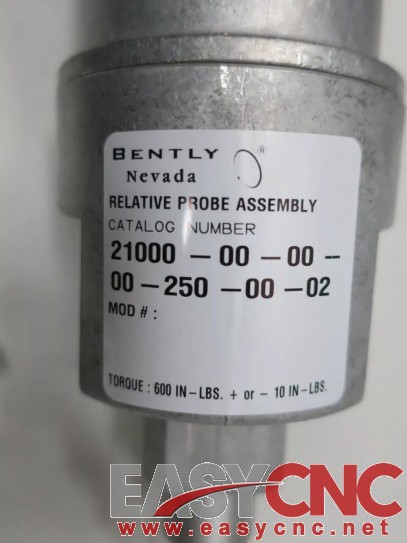 BENTLY ®
Nevada
RELATIVE PROBE ASSEMBLY
CATALOG NUMBER
21000 - 00 - 00 -
00 - 250 - 00 - 02
MOD # :
TORQUE : 600 IN-LBS. + or - 10 IN-LBS.
EASYCNC
www.easycnc.net